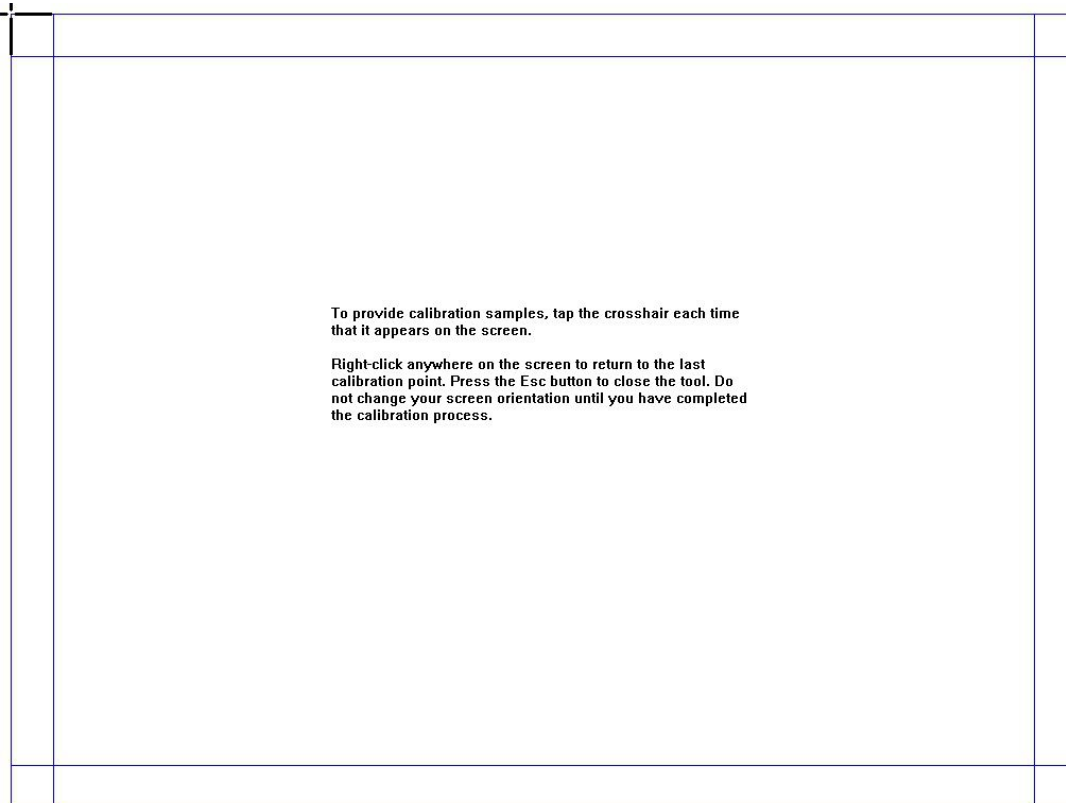 To provide calibration samples, tap the crosshair each time
that it appears on the screen.
Right-click anywhere on the screen to return to the last
calibration point. Press the Esc button to close the tool. Do
not change your screen orientation until you have completed
the calibration process.